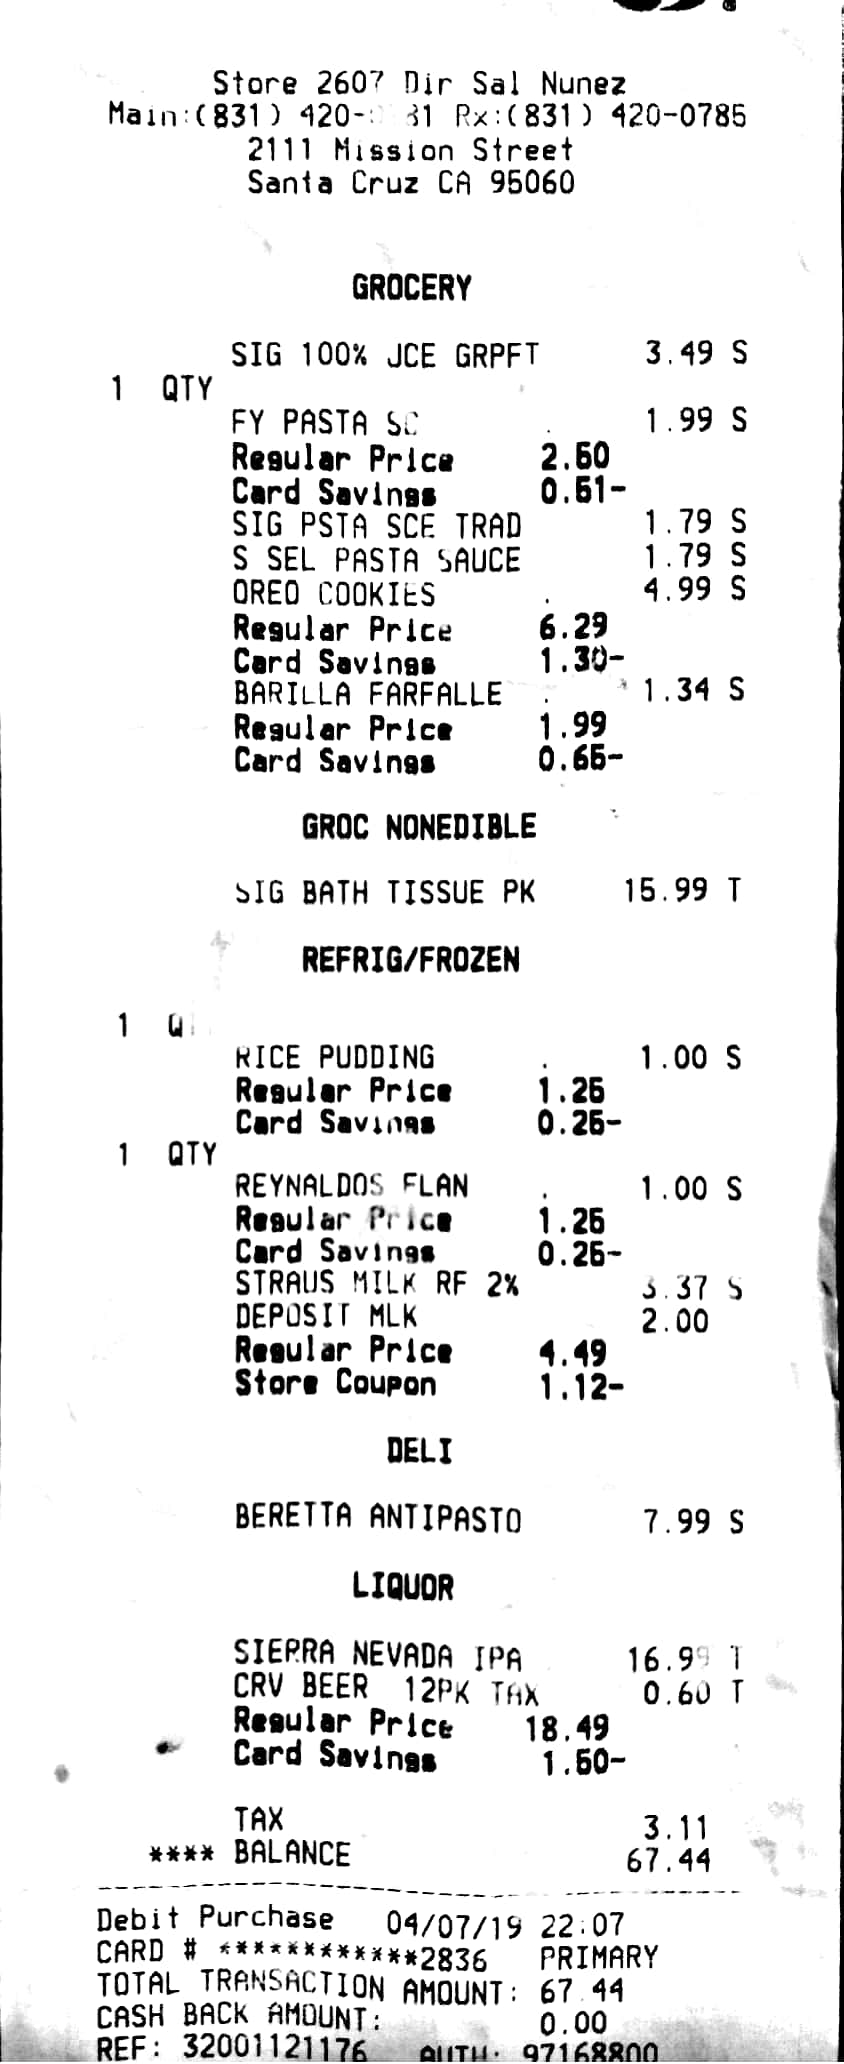 Store 2607 Dir Sal Nunez
Main:(831) 420- 81 Rx:(831) 420-0785
2111 Mission Street
Santa Cruz CA 95060
GROCERY
SIG 100% JCE GRPFT 3.49 S
1 QTY
FY PASTA SC . 1.99 S
Regular Price 2.50
Card Savings 0.51-
SIG PSTA SCE TRAD 1.79 S
S SEL PASTA SAUCE 1.79 S
OREO COOKIES . 4.99 S
Regular Price 6.29
Card Savings 1.30-
BARILLA FARFALLE . 1.34 S
Regular Price 1.99
Card Savings 0.65-
GROC NONEDIBLE
SIG BATH TISSUE PK 15.99 T
REFRIG/FROZEN
1 Q
RICE PUDDING . 1.00 S
Regular Price 1.25
Card Savings 0.25-
1 QTY
REYNALDOS FLAN . 1.00 S
Regular Price 1.25
Card Savings 0.25-
STRAUS MILK RF 2% 3.37 S
DEPOSIT MLK 2.00
Regular Price 4.49
Store Coupon 1.12-
DELI
BERETTA ANTIPASTO 7.99 S
LIQUOR
SIERRA NEVADA IPA 16.99 T
CRV BEER 12PK TAX 0.60 T
Regular Price 18.49
Card Savings 1.50-
TAX 3.11
**** BALANCE 67.44
Debit Purchase 04/07/19 22:07
CARD # ************2836 PRIMARY
TOTAL TRANSACTION AMOUNT: 67.44
CASH BACK AMOUNT: 0.00
REF: 32001121176 AUTH: 97168800